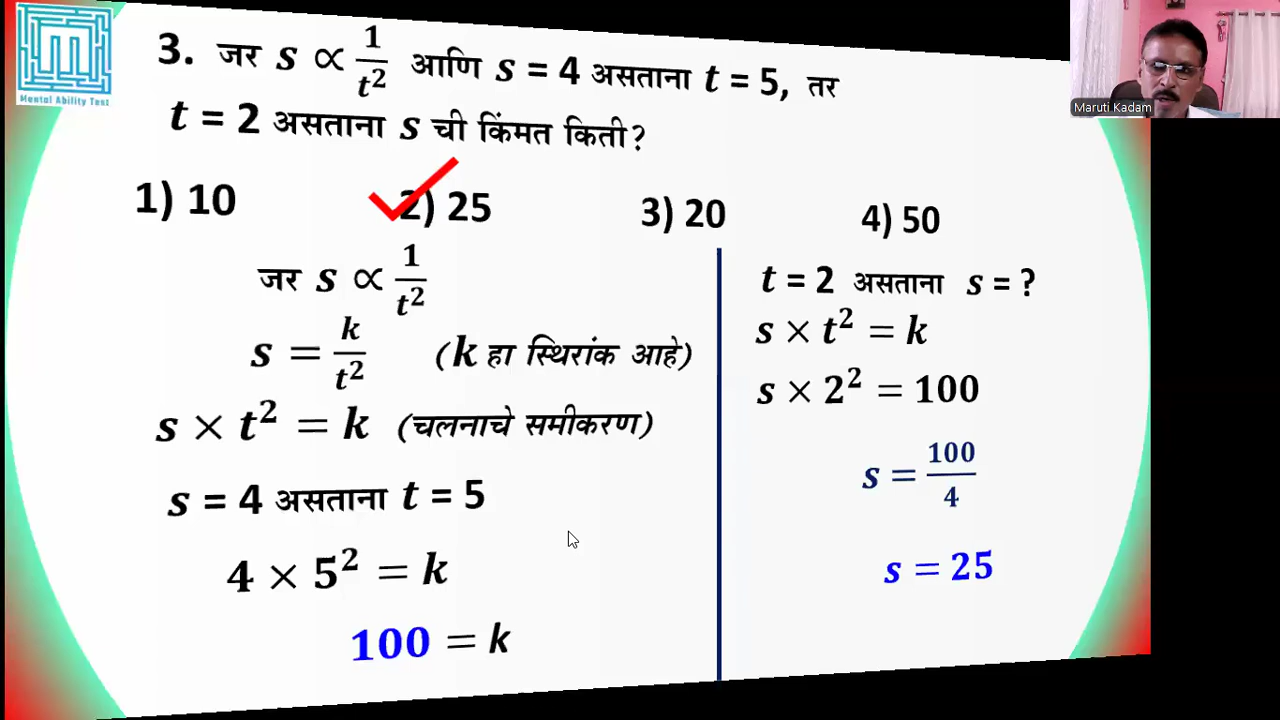 Mental Ability Test
3. जर s ∝ 1/t² आणि s = 4 असताना t = 5, तर
t = 2 असताना s ची किंमत किती?
1) 10 2) 25 3) 20 4) 50
जर s ∝ 1/t²
s = k/t² (k हा स्थिरांक आहे)
s × t² = k (चलनाचे समीकरण)
s = 4 असताना t = 5
4 × 5² = k
100 = k
t = 2 असताना s = ?
s × t² = k
s × 2² = 100
s = 100/4
s = 25
Maruti Kadam